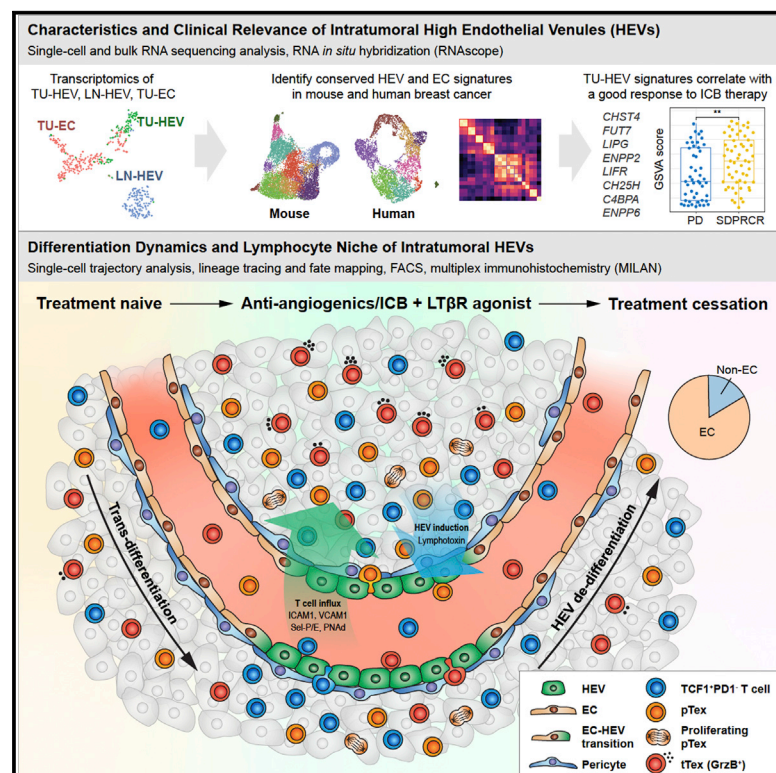 Characteristics and Clinical Relevance of Intratumoral High Endothelial Venules (HEVs)
Single-cell and bulk RNA sequencing analysis, RNA in situ hybridization (RNAscope)
Transcriptomics of
TU-HEV, LN-HEV, TU-EC
TU-EC
TU-HEV
LN-HEV
Identify conserved HEV and EC signatures
in mouse and human breast cancer
Mouse
Human
TU-HEV signatures correlate with
a good response to ICB therapy
CHST4
FUT7
LIPG
ENPP2
LIFR
CH25H
C4BPA
ENPP6
GSVA score
**
PD
SDPRCR
Differentiation Dynamics and Lymphocyte Niche of Intratumoral HEVs
Single-cell trajectory analysis, lineage tracing and fate mapping, FACS, multiplex immunohistochemistry (MILAN)
Treatment naive
Anti-angiogenics/ICB + LTβR agonist
Treatment cessation
Non-EC
EC
Trans-differentiation
HEV induction
Lymphotoxin
T cell influx
ICAM1, VCAM1
Sel-P/E, PNAd
HEV de-differentiation
HEV
EC
EC-HEV
transition
Pericyte
TCF1⁺PD1⁻ T cell
pTex
Proliferating
pTex
tTex (GrzB⁺)